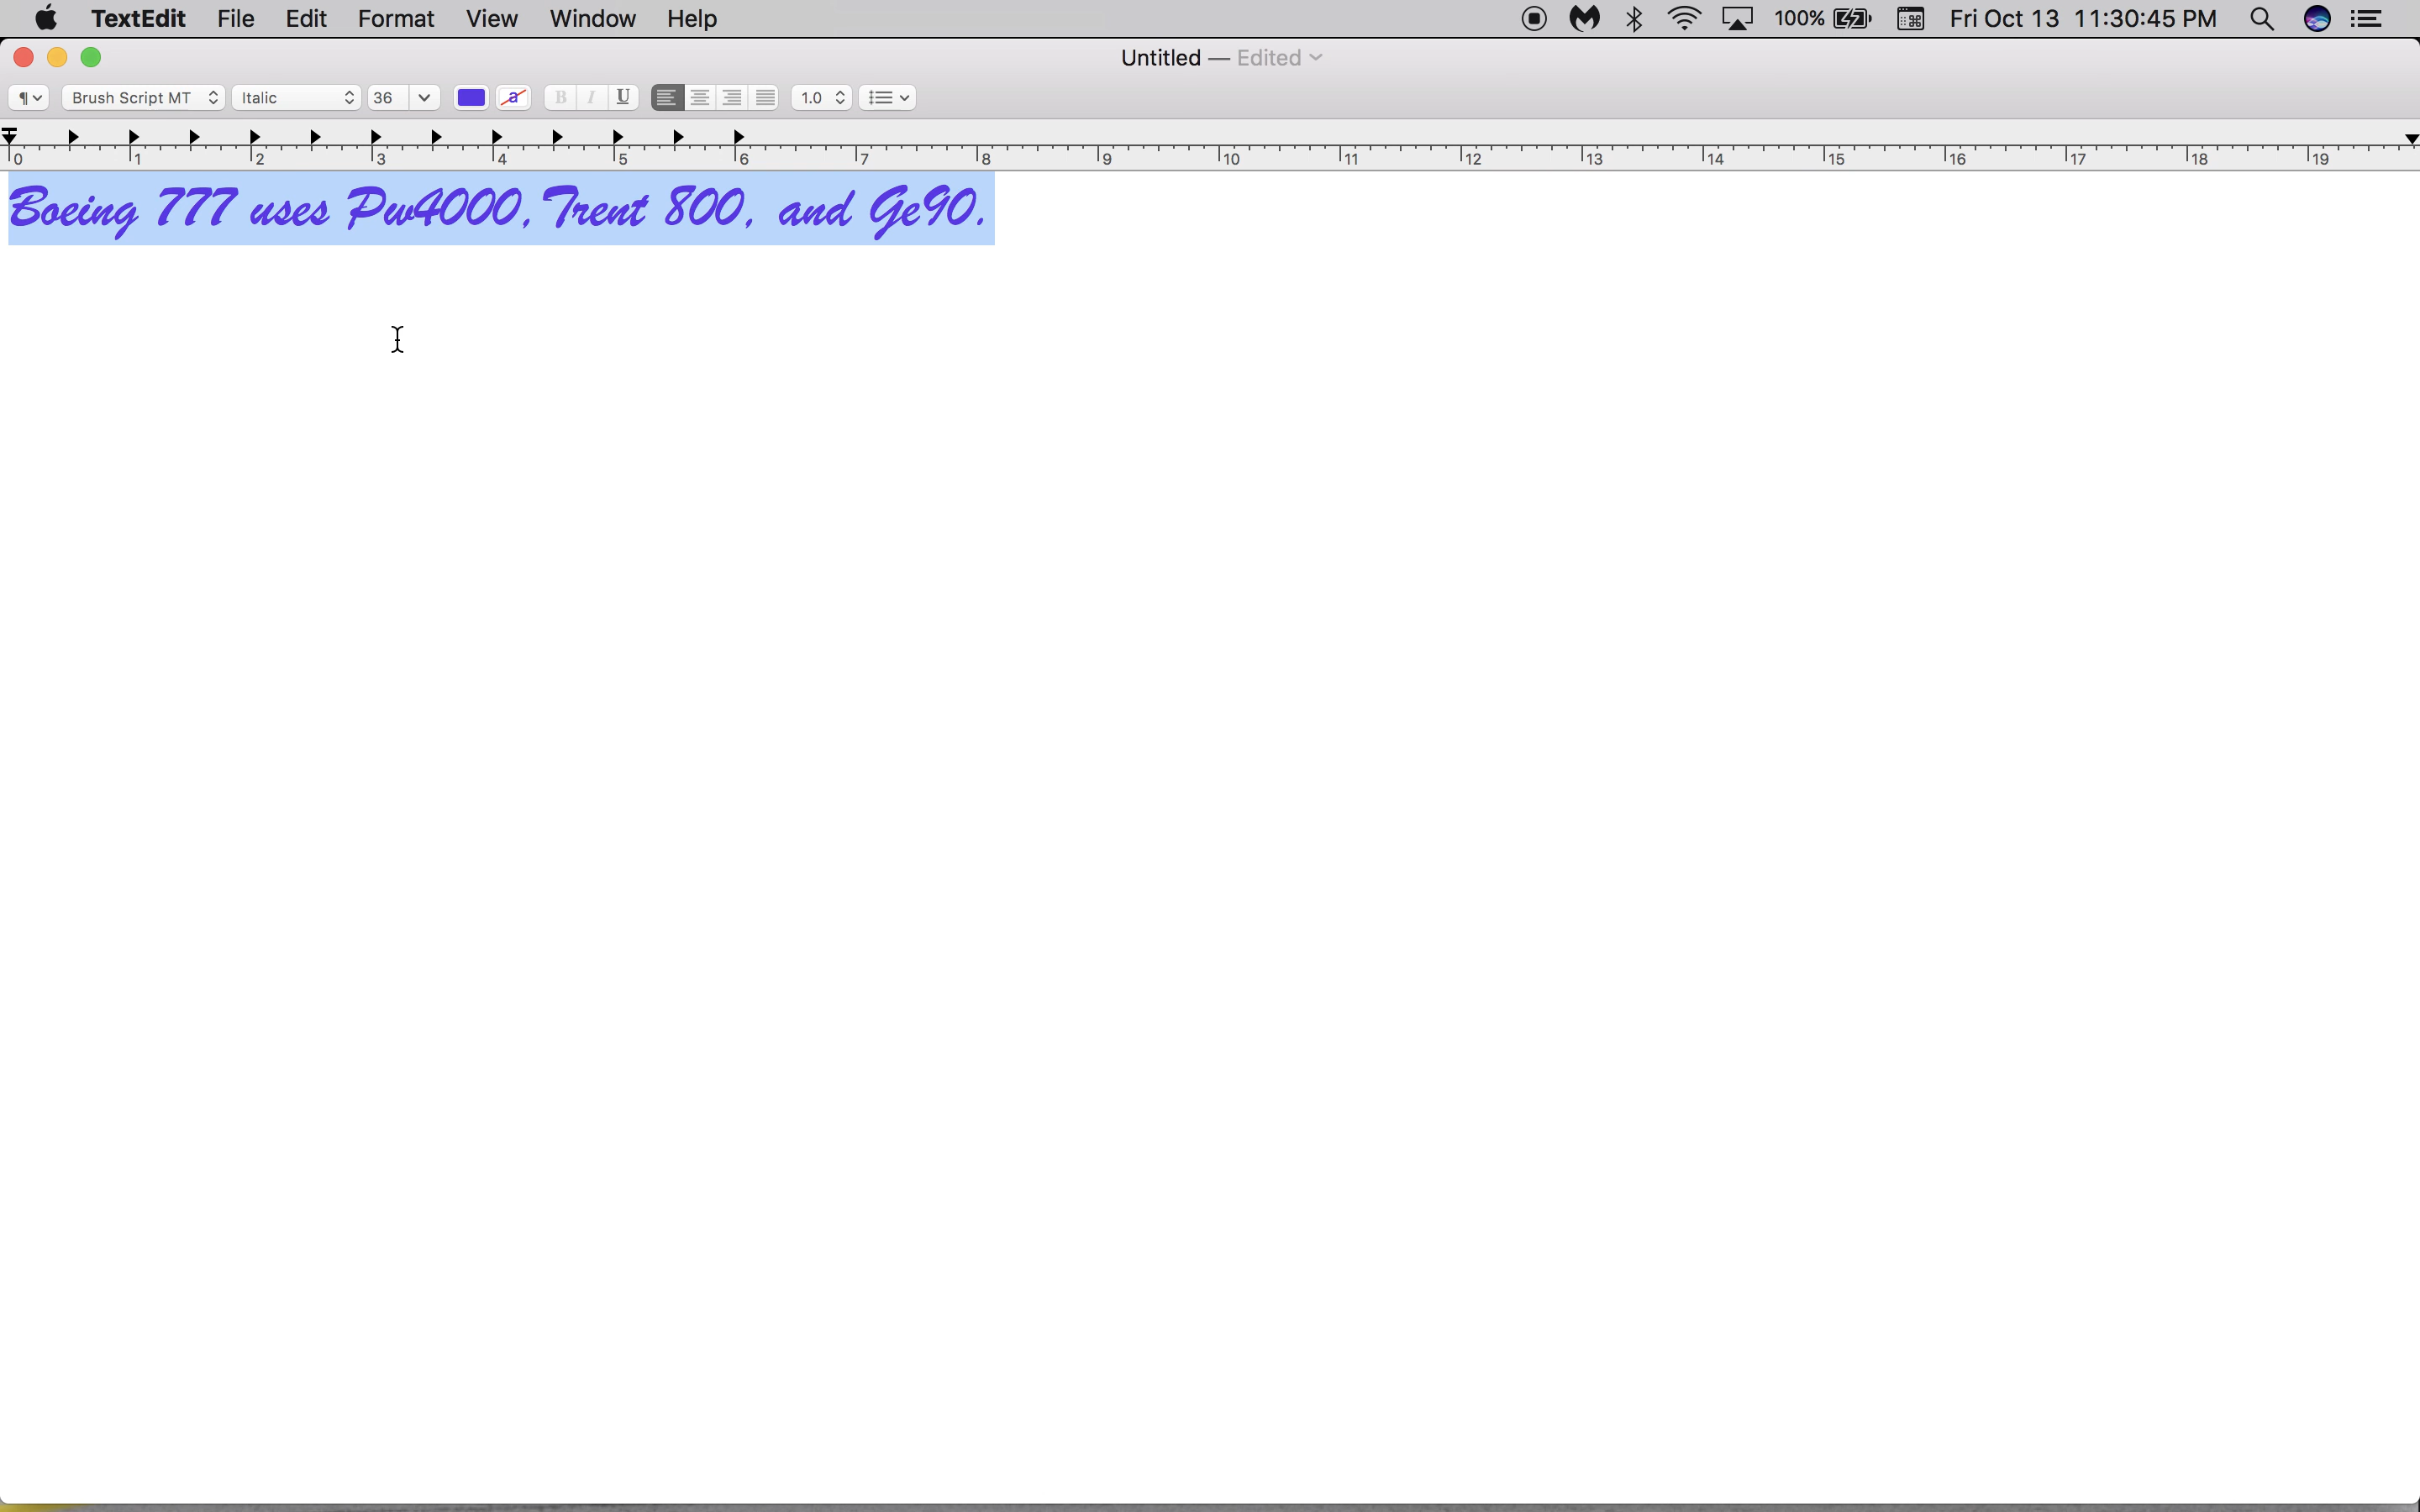 TextEdit File Edit Format View Window Help 100% Fri Oct 13 11:30:45 PM
Untitled — Edited
¶ Brush Script MT Italic 36 a B I U 1.0
0 1 2 3 4 5 6 7 8 9 10 11 12 13 14 15 16 17 18 19
Boeing 777 uses Pw4000, Trent 800, and Ge90.